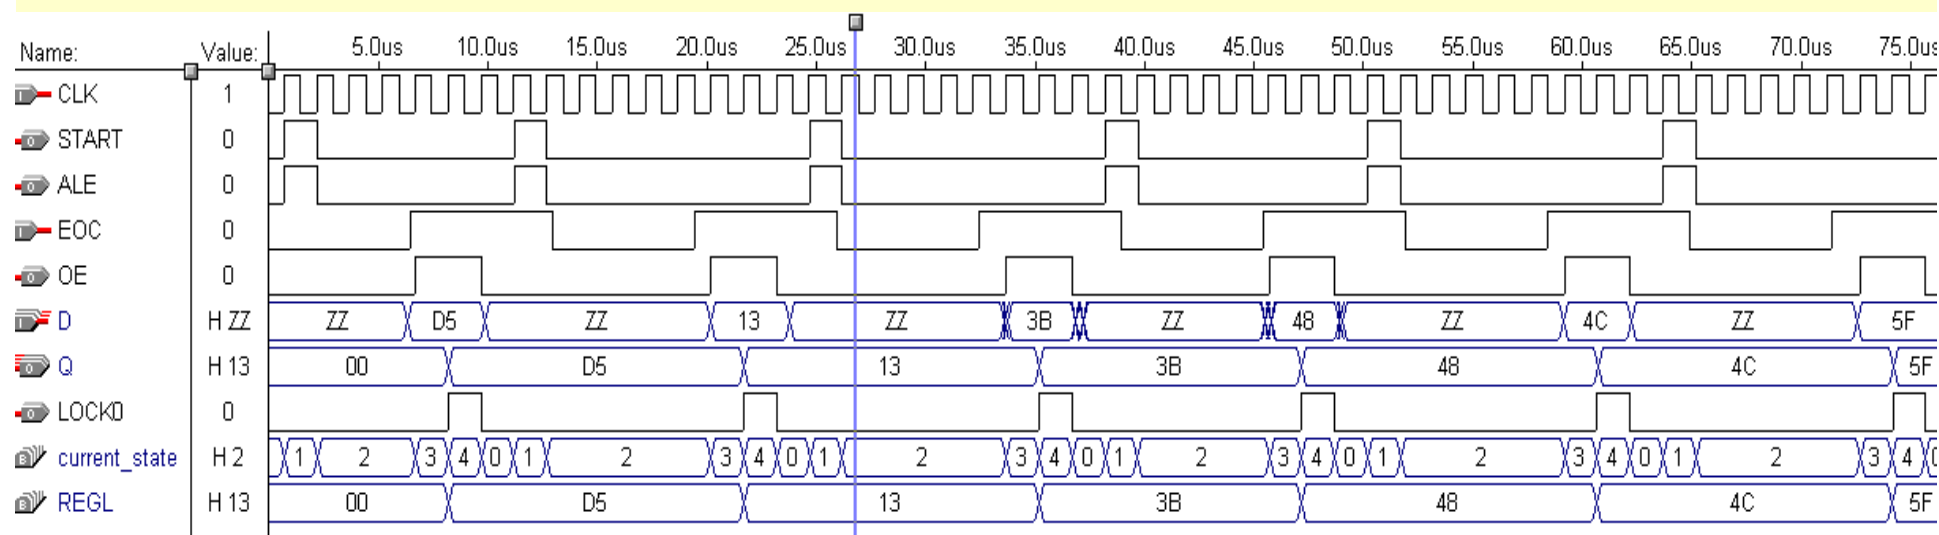 Name: Value: 5.0us 10.0us 15.0us 20.0us 25.0us 30.0us 35.0us 40.0us 45.0us 50.0us 55.0us 60.0us 65.0us 70.0us 75.0us
CLK 1
START 0
ALE 0
EOC 0
OE 0
D H ZZ ZZ D5 ZZ 13 ZZ 3B ZZ 48 ZZ 4C ZZ 5F
Q H 13 00 D5 13 3B 48 4C 5F
LOCK0 0
current_state H 2 1 2 3 4 0 1 2 3 4 0 1 2 3 4 0 1 2 3 4 0 1 2 3 4 0 1 2 3 4 0
REGL H 13 00 D5 13 3B 48 4C 5F